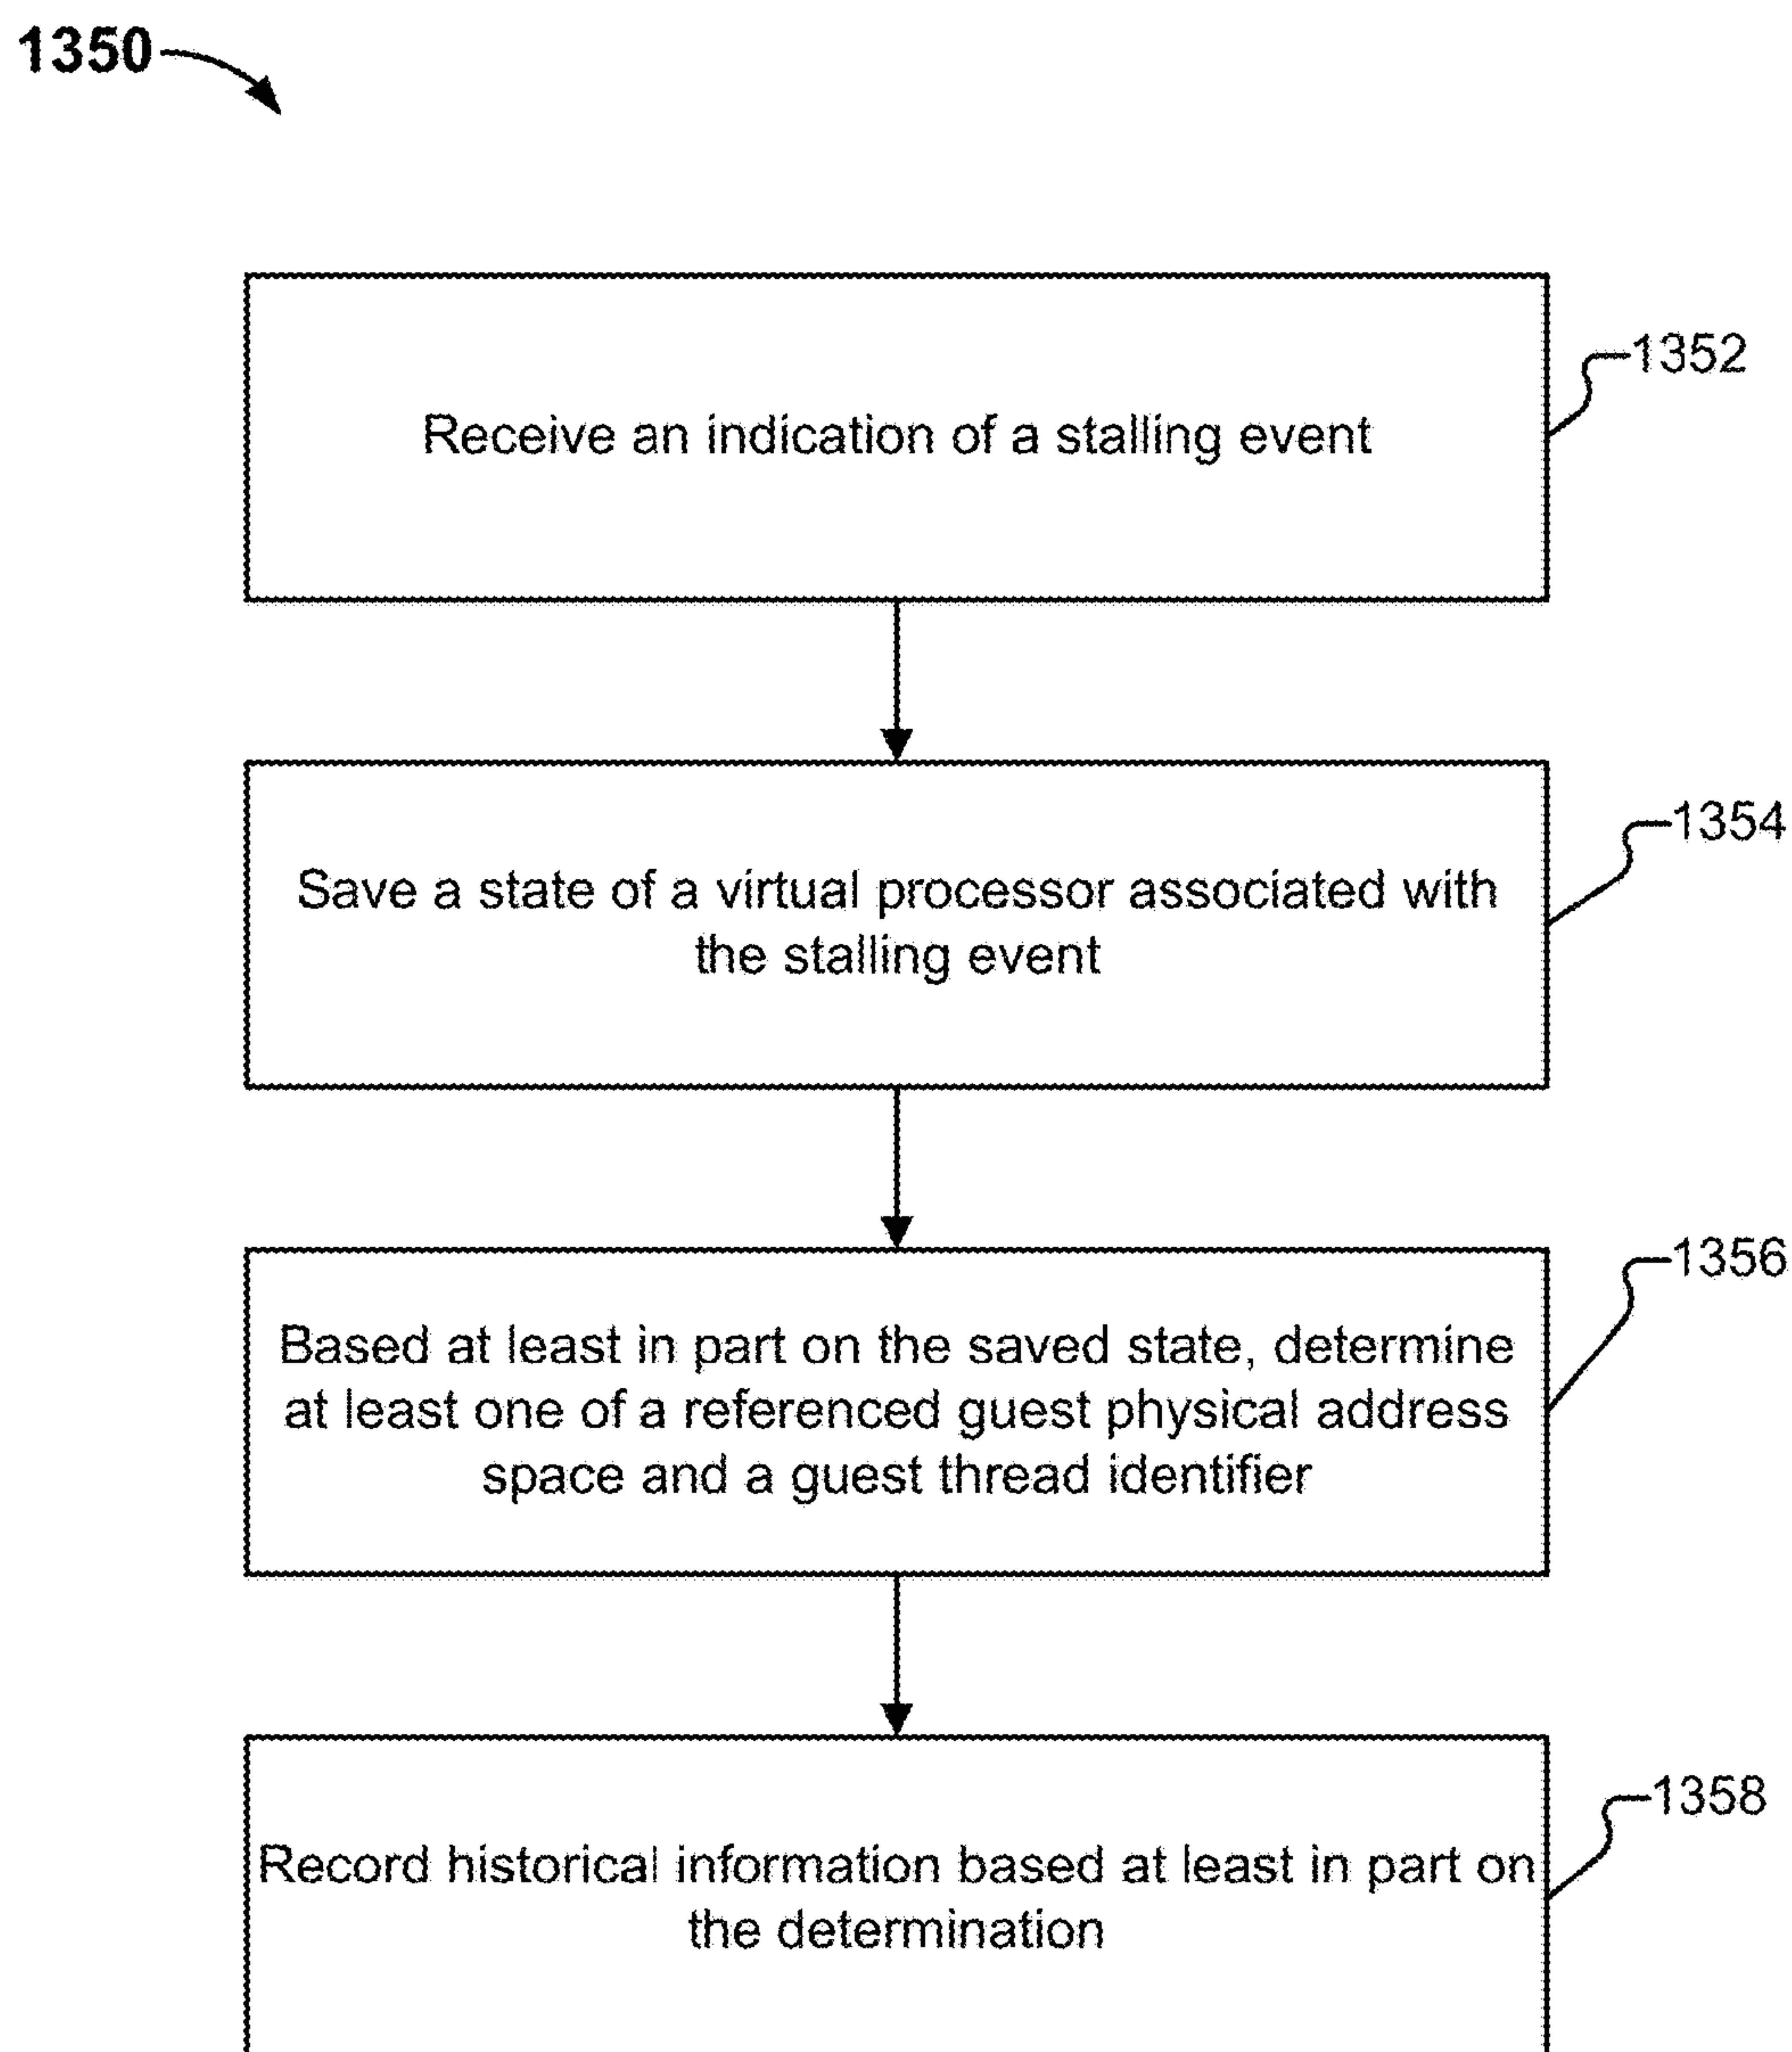 1350
Receive an indication of a stalling event
1352
Save a state of a virtual processor associated with
the stalling event
1354
Based at least in part on the saved state, determine
at least one of a referenced guest physical address
space and a guest thread identifier
1356
Record historical information based at least in part on
the determination
1358